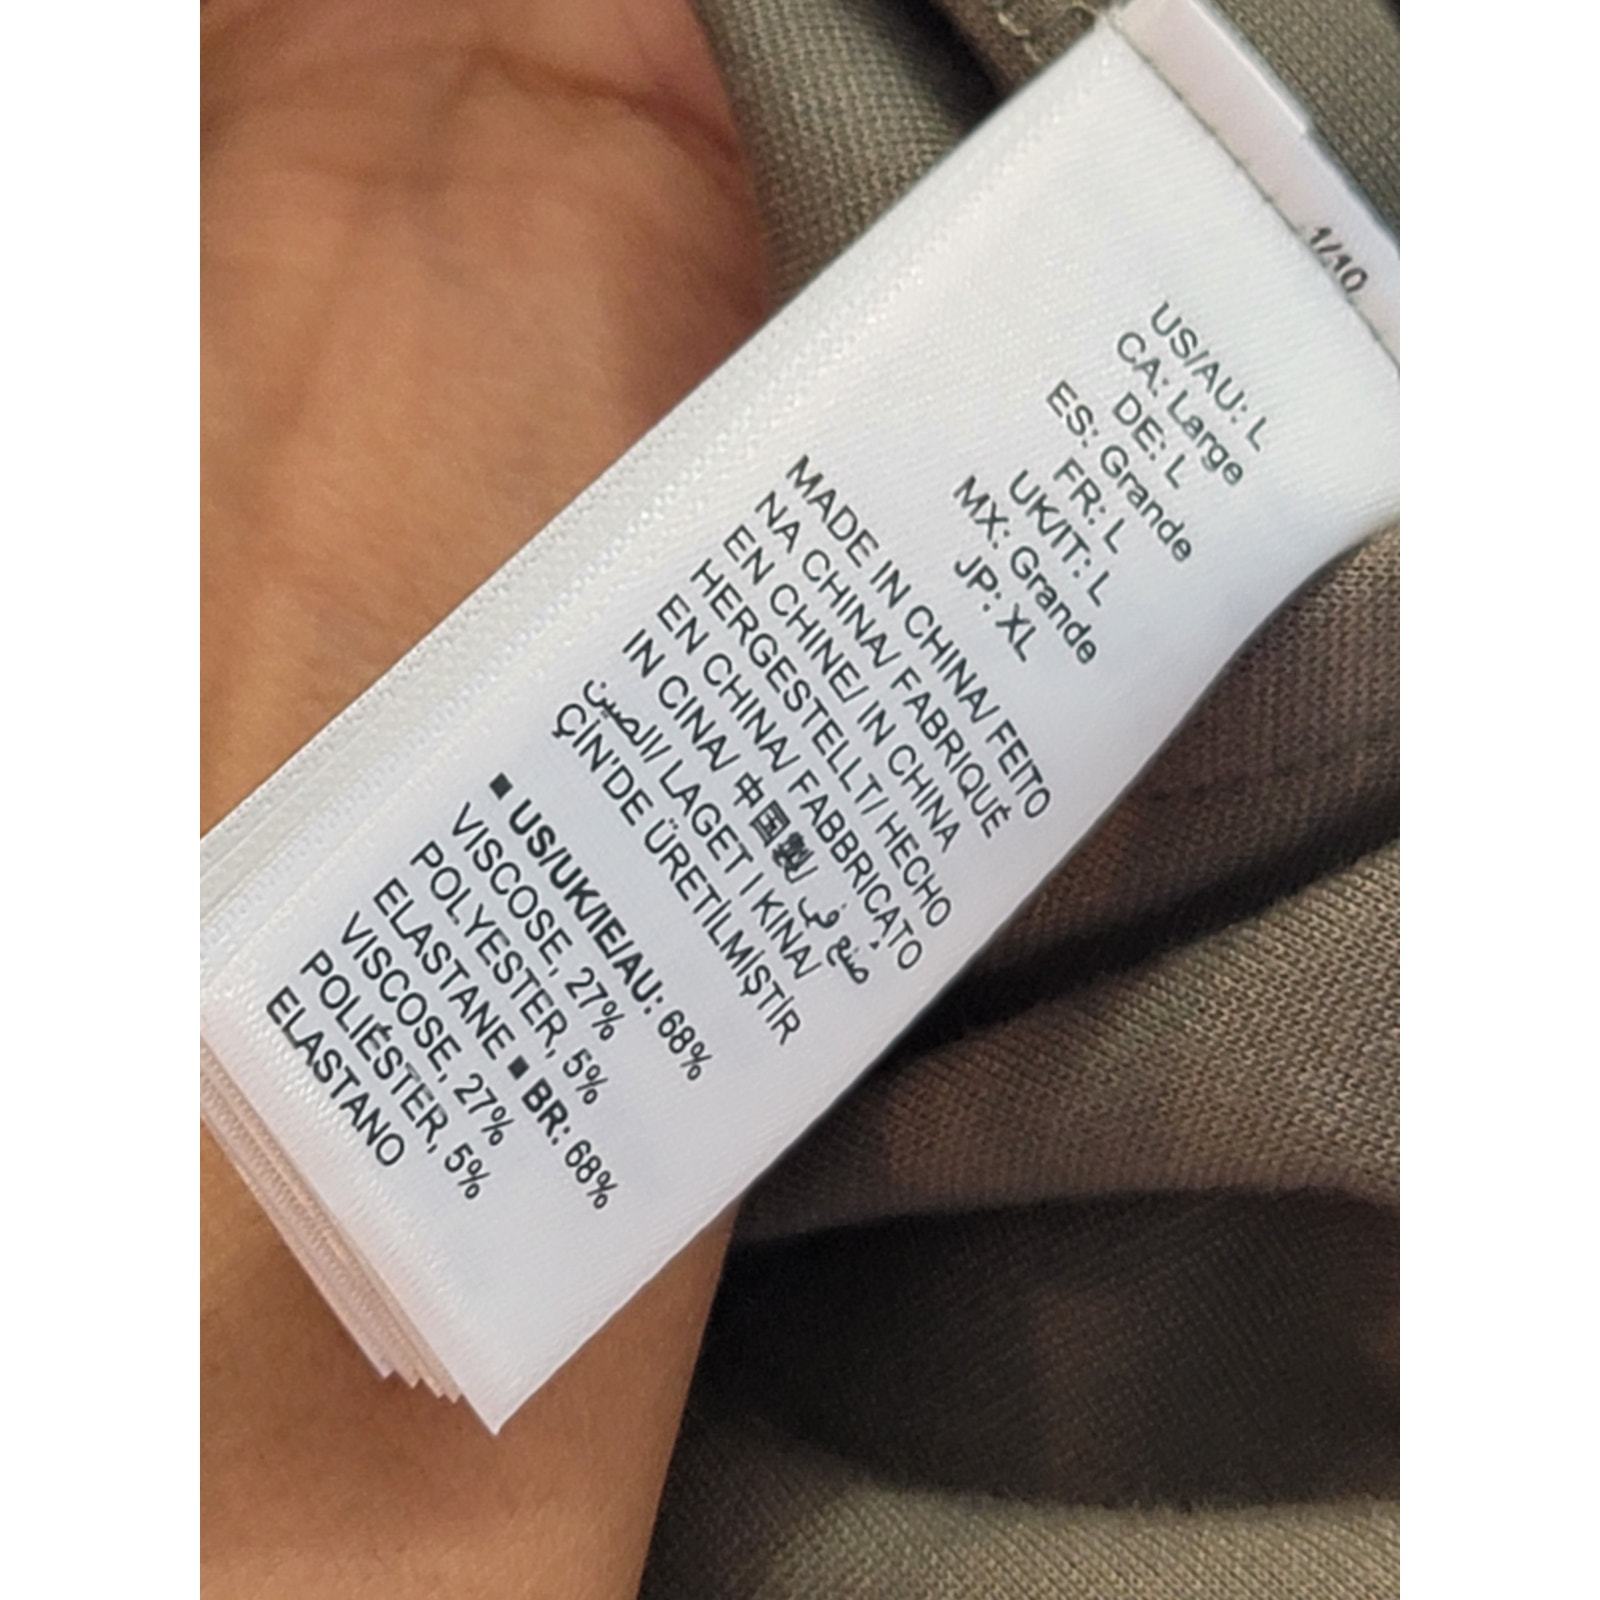 1/10
US/AU: L
CA: Large
DE: L
ES: Grande
FR: L
UK/IT: L
MX: Grande
JP: XL
MADE IN CHINA/ FEITO
NA CHINA/ FABRIQUÉ
EN CHINE/ IN CHINA
HERGESTELLT/ HECHO
EN CHINA/ FABBRICATO
IN CINA/ 中国製/ صنع في
الصين/ LAGET I KINA/
ÇİN'DE ÜRETİLMİŞTİR
■ US/UK/IE/AU: 68%
VISCOSE, 27%
POLYESTER, 5%
ELASTANE ■ BR: 68%
VISCOSE, 27%
POLIÉSTER, 5%
ELASTANO